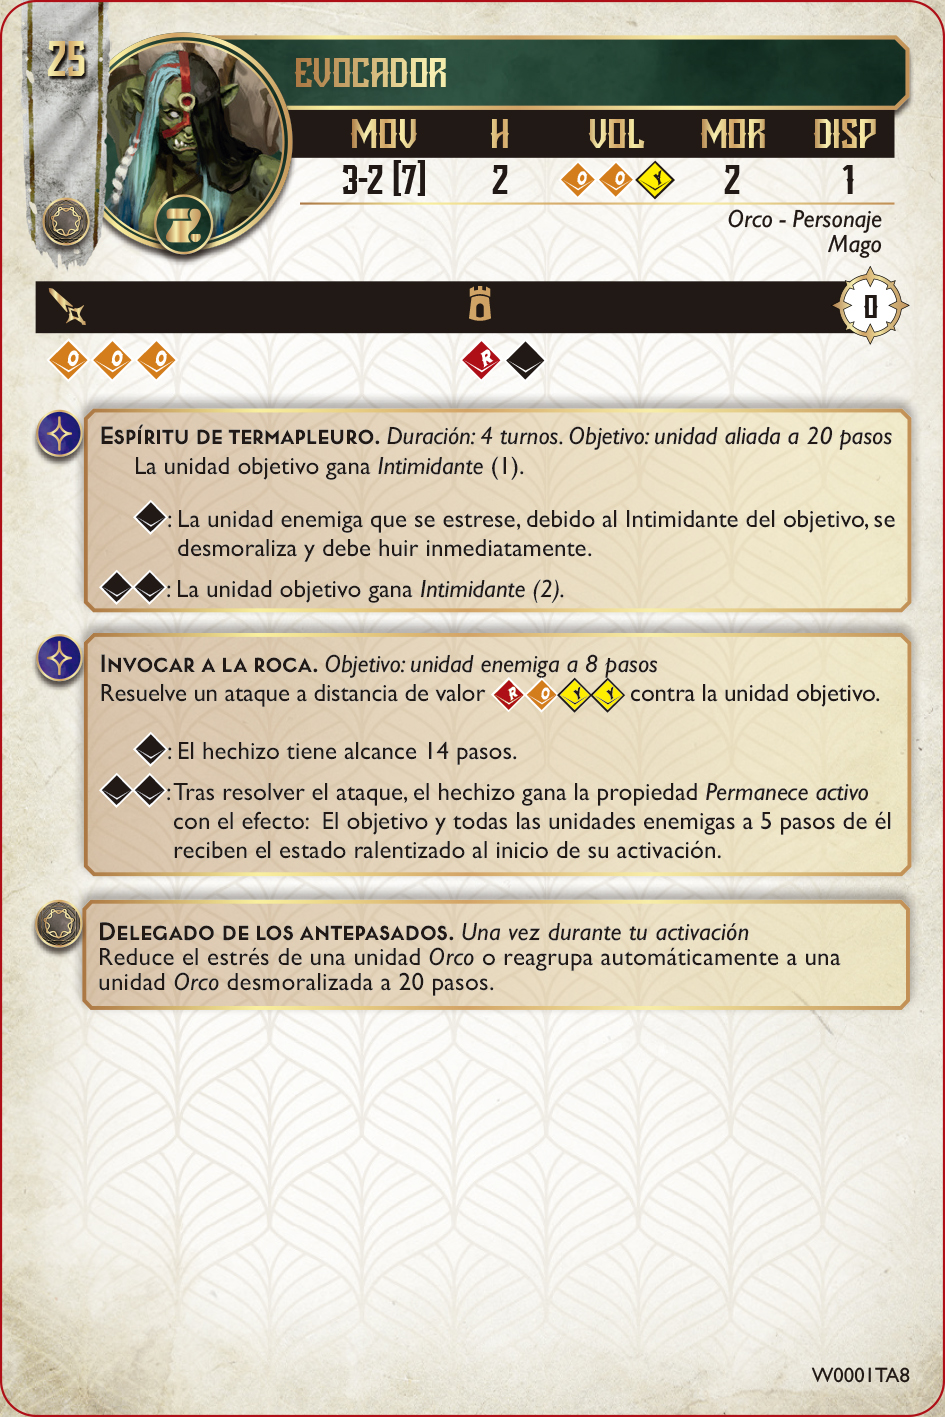 25
EVOCADOR
MOV H VOL MOR DISP
3-2 [7] 2 O O Y 2 1
Orco - Personaje
Mago
0
O O O R
Espíritu de termapleuro. Duración: 4 turnos. Objetivo: unidad aliada a 20 pasos
La unidad objetivo gana Intimidante (1).
: La unidad enemiga que se estrese, debido al Intimidante del objetivo, se
desmoraliza y debe huir inmediatamente.
: La unidad objetivo gana Intimidante (2).
Invocar a la roca. Objetivo: unidad enemiga a 8 pasos
Resuelve un ataque a distancia de valor R O Y Y contra la unidad objetivo.
: El hechizo tiene alcance 14 pasos.
: Tras resolver el ataque, el hechizo gana la propiedad Permanece activo
con el efecto: El objetivo y todas las unidades enemigas a 5 pasos de él
reciben el estado ralentizado al inicio de su activación.
Delegado de los antepasados. Una vez durante tu activación
Reduce el estrés de una unidad Orco o reagrupa automáticamente a una
unidad Orco desmoralizada a 20 pasos.
W0001TA8